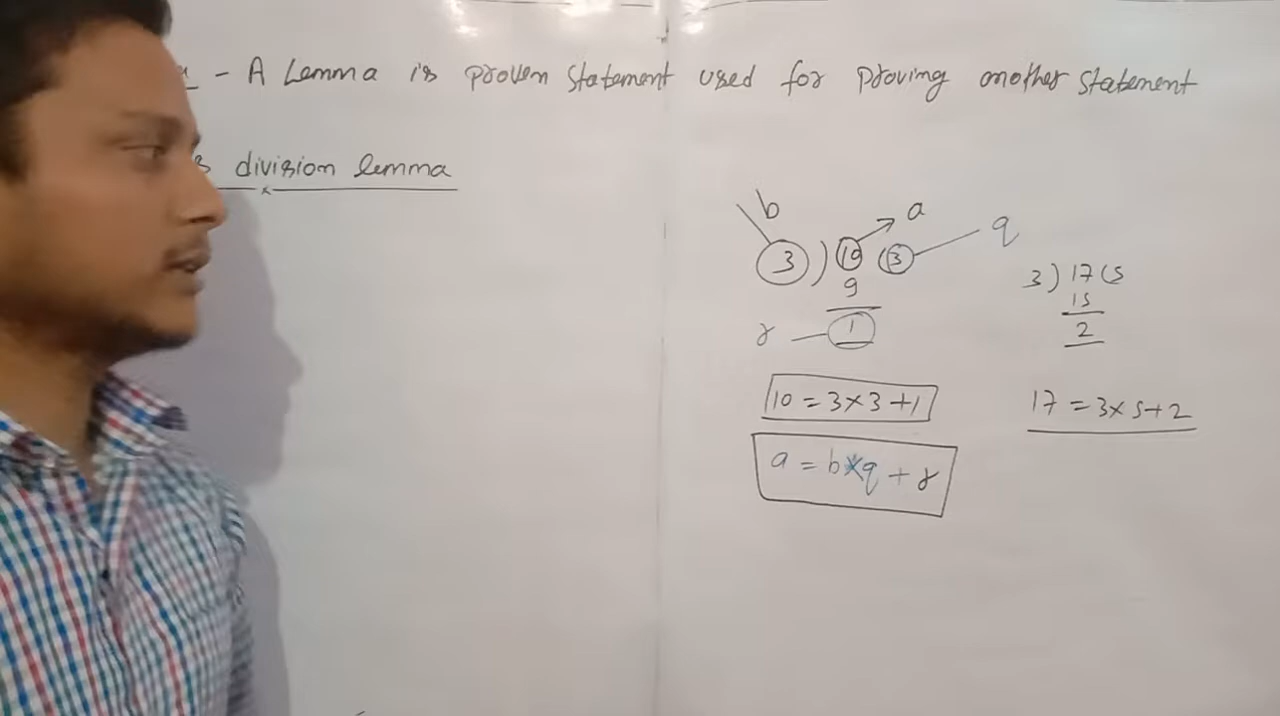 - A Lemma is proven statement used for proving another statement
s division lemma
b a q
3 ) 10 ( 3
9
r 1
3 ) 17 ( 5
15
2
10 = 3 × 3 + 1
17 = 3 × 5 + 2
a = b × q + r